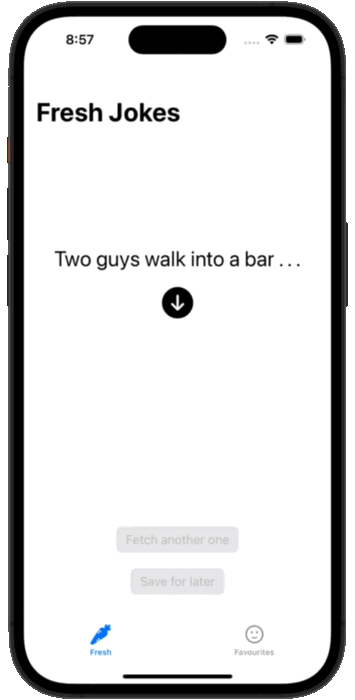 8:57
Fresh Jokes
Two guys walk into a bar . . .
Fetch another one
Save for later
Fresh
Favourites